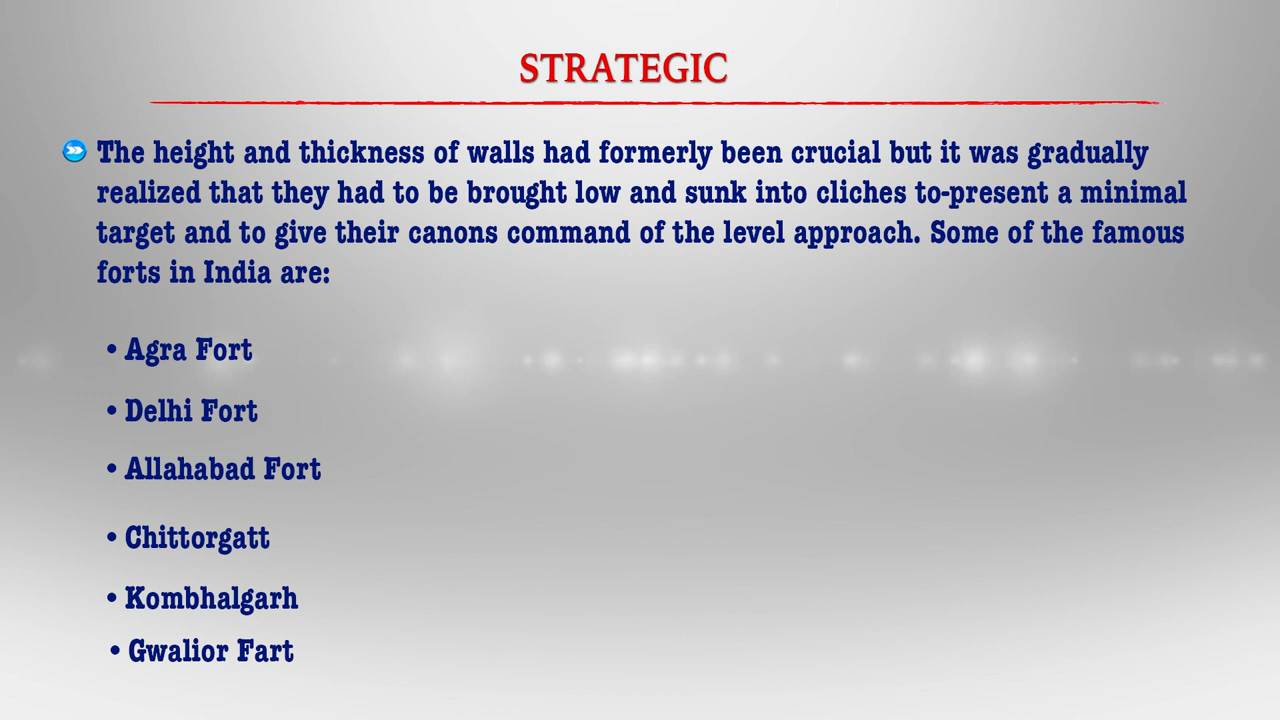 STRATEGIC
The height and thickness of walls had formerly been crucial but it was gradually
realized that they had to be brought low and sunk into cliches to-present a minimal
target and to give their canons command of the level approach. Some of the famous
forts in India are:
• Agra Fort
• Delhi Fort
• Allahabad Fort
• Chittorgatt
• Kombhalgarh
• Gwalior Fart